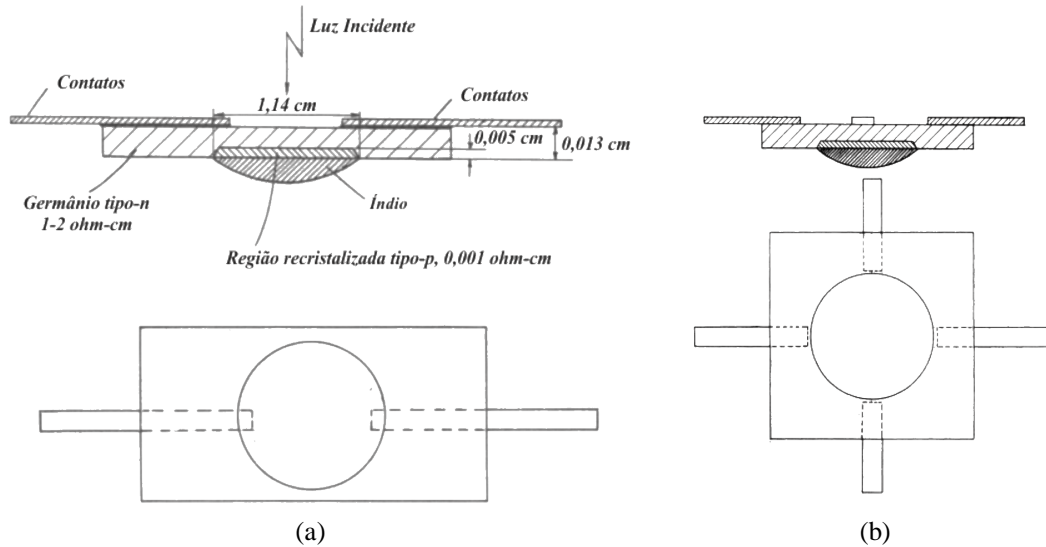 Luz Incidente
Contatos
1,14 cm
Contatos
0,005 cm
0,013 cm
Germânio tipo-n
1-2 ohm-cm
Índio
Região recristalizada tipo-p, 0,001 ohm-cm
(a)
(b)